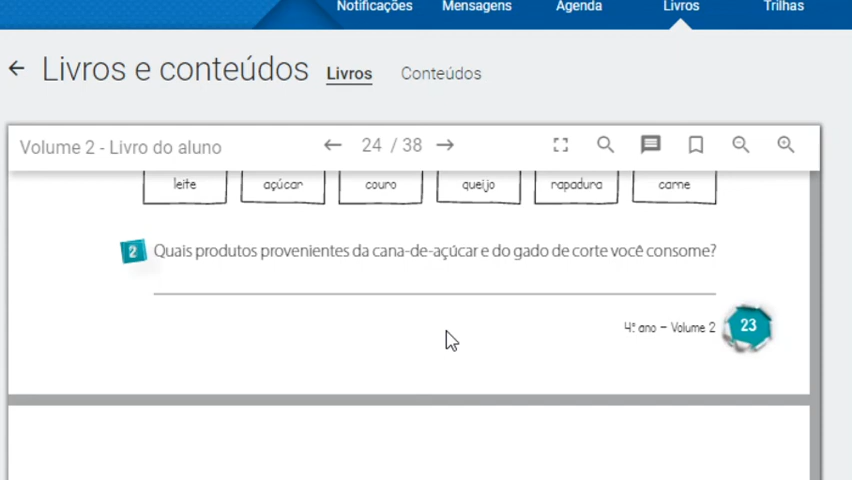 Notificações Mensagens Agenda Livros Trilhas
← Livros e conteúdos Livros Conteúdos
Volume 2 - Livro do aluno ← 24 / 38 →
leite açúcar couro queijo rapadura carne
2 Quais produtos provenientes da cana-de-açúcar e do gado de corte você consome?
4º. ano – Volume 2 23